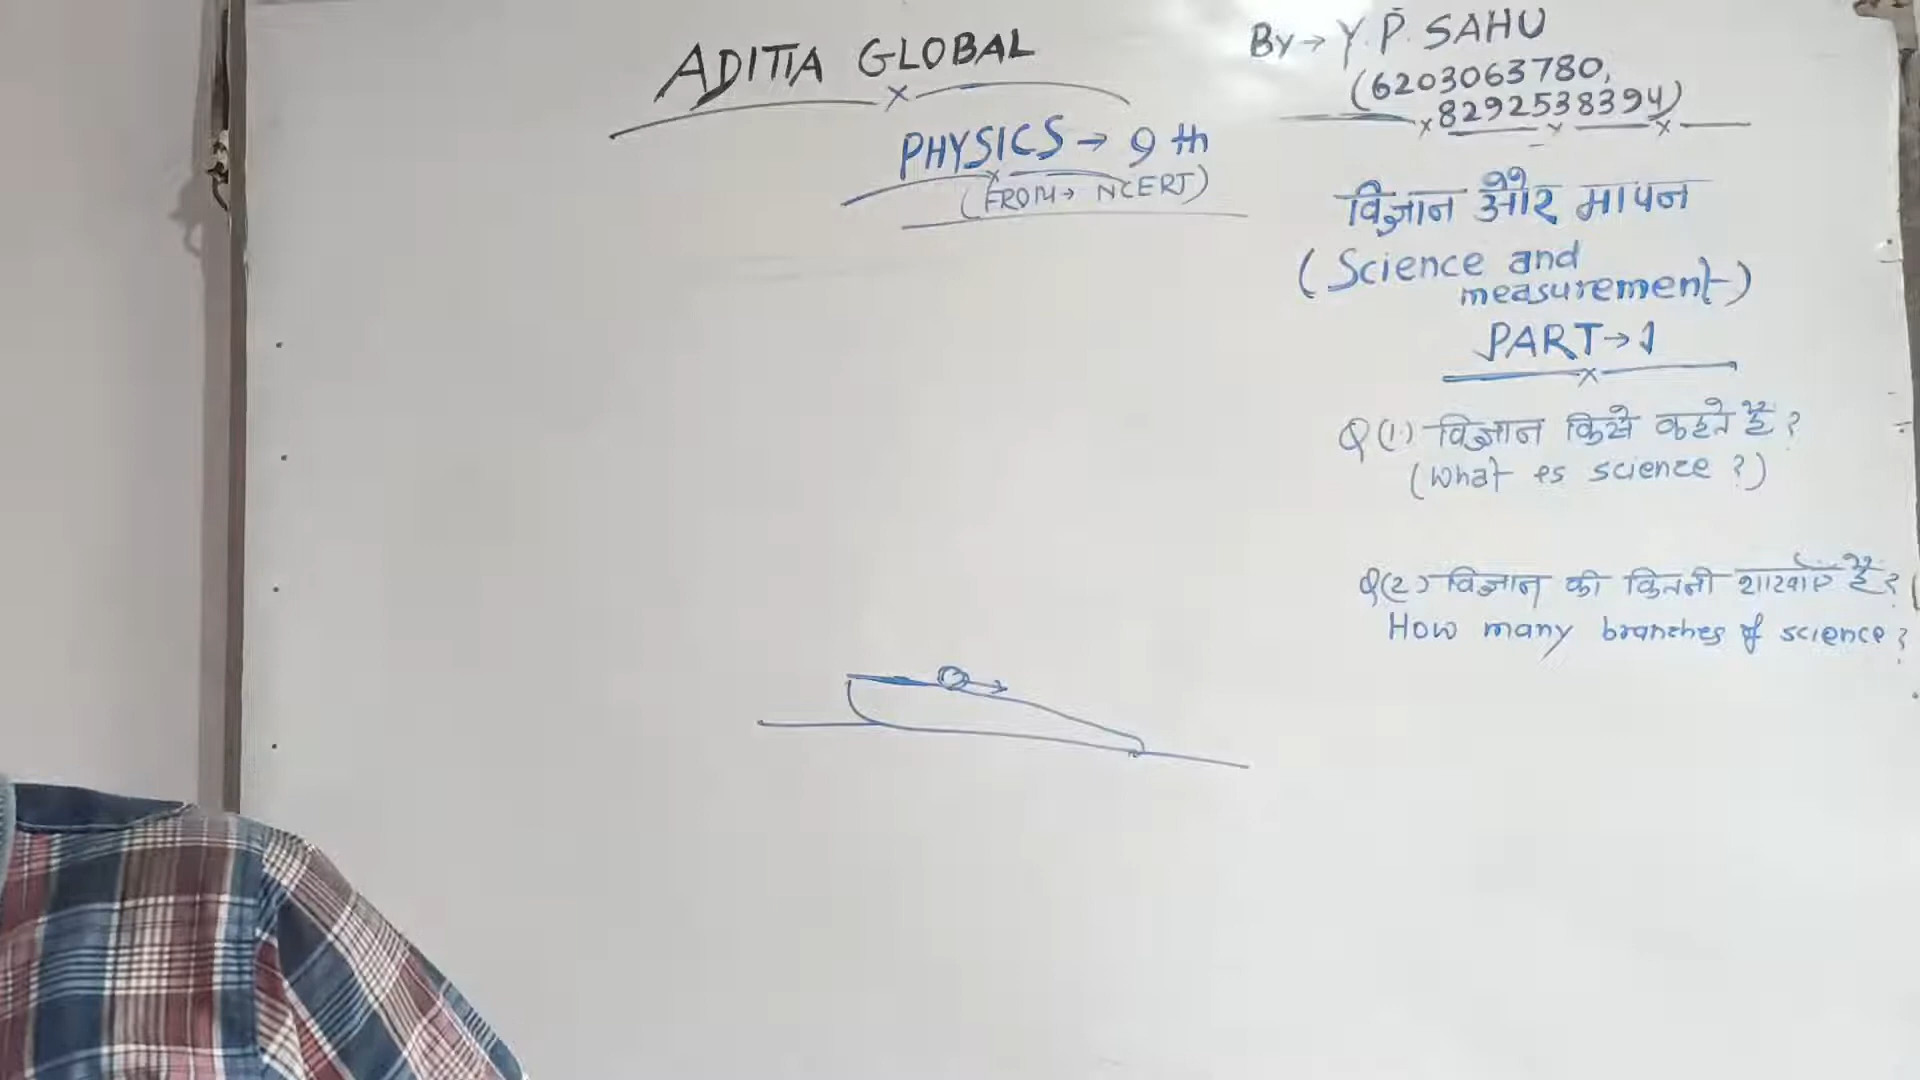 ADITIA GLOBAL
By → Y.P. SAHU
(6203063780,
8292538394)
PHYSICS → 9 th
(FROM → NCERT)
विज्ञान और मापन
(Science and
measurement)
PART → 1
Q(1) विज्ञान किसे कहते हैं?
(What is science?)
Q(2) विज्ञान की कितनी शाखाएँ हैं?
How many branches of science?